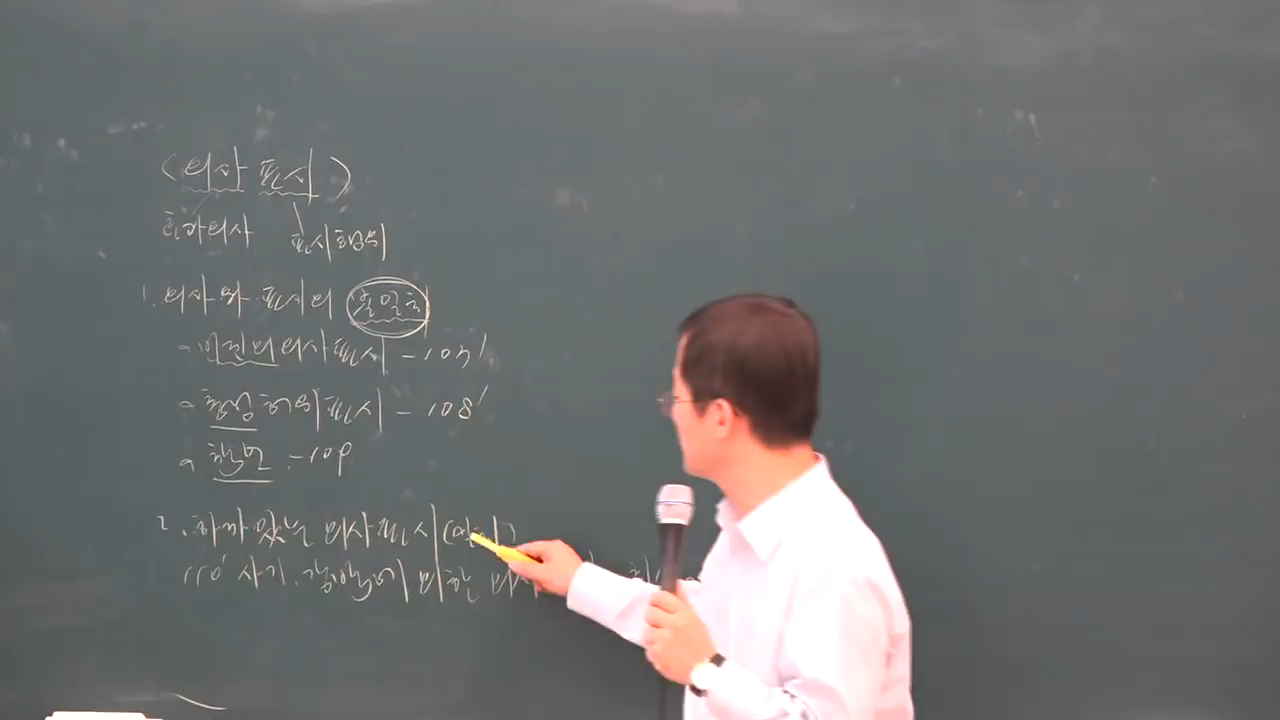 (의사 표시)
효과의사 표시행위
1. 의사와 표시의 불일치
- 비진의의사표시 - 107'
- 통정허위표시 - 108'
- 착오 - 109
2. 하자 있는 의사표시(
110' 사기, 강박에 의한 의사